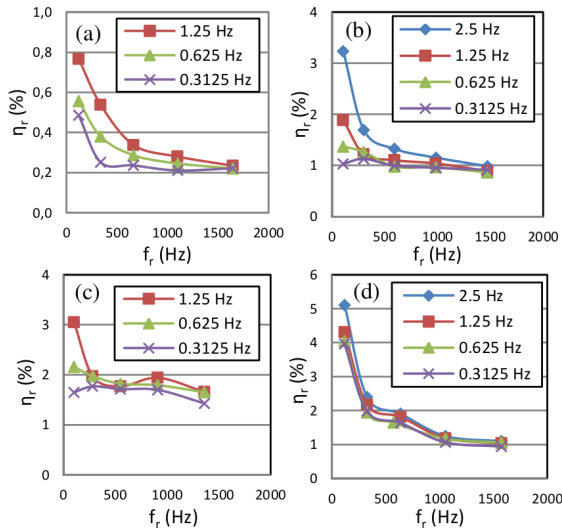 (a)
1.25 Hz
0.625 Hz
0.3125 Hz
1,0
0,8
0,6
0,4
0,2
0,0
ηr (%)
0 500 1000 1500 2000
fr (Hz)
(b)
2.5 Hz
1.25 Hz
0.625 Hz
0.3125 Hz
4
3
2
1
0
ηr (%)
0 500 1000 1500 2000
fr (Hz)
(c)
1.25 Hz
0.625 Hz
0.3125 Hz
4
3
2
1
0
ηr (%)
0 500 1000 1500 2000
fr (Hz)
(d)
2.5 Hz
1.25 Hz
0.625 Hz
0.3125 Hz
6
5
4
3
2
1
0
ηr (%)
0 500 1000 1500 2000
fr (Hz)